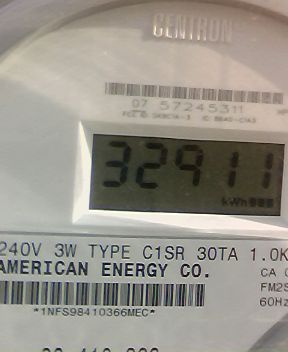 CENTRON
07 57245311
32911
kWh
240V 3W TYPE C1SR 30TA 1.0K
AMERICAN ENERGY CO.
CA
FM2S
60Hz
*1NFS98410366MEC*